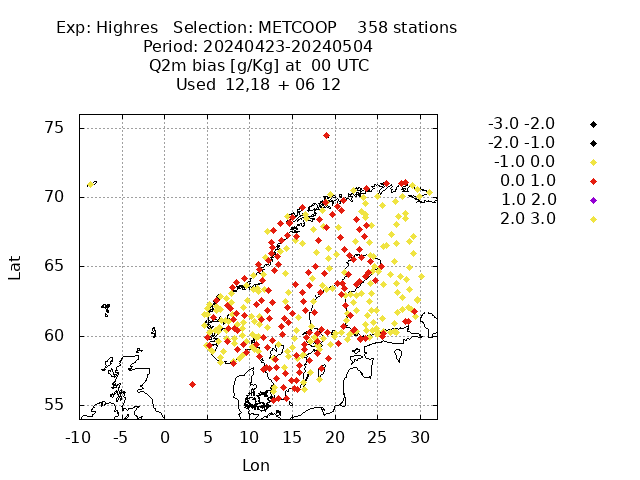 Exp: Highres   Selection: METCOOP    358 stations
Period: 20240423-20240504
Q2m bias [g/Kg] at  00 UTC
Used  12,18 + 06 12
-3.0 -2.0
-2.0 -1.0
-1.0 0.0
0.0 1.0
1.0 2.0
2.0 3.0
75
70
65
60
55
Lat
-10 -5 0 5 10 15 20 25 30
Lon